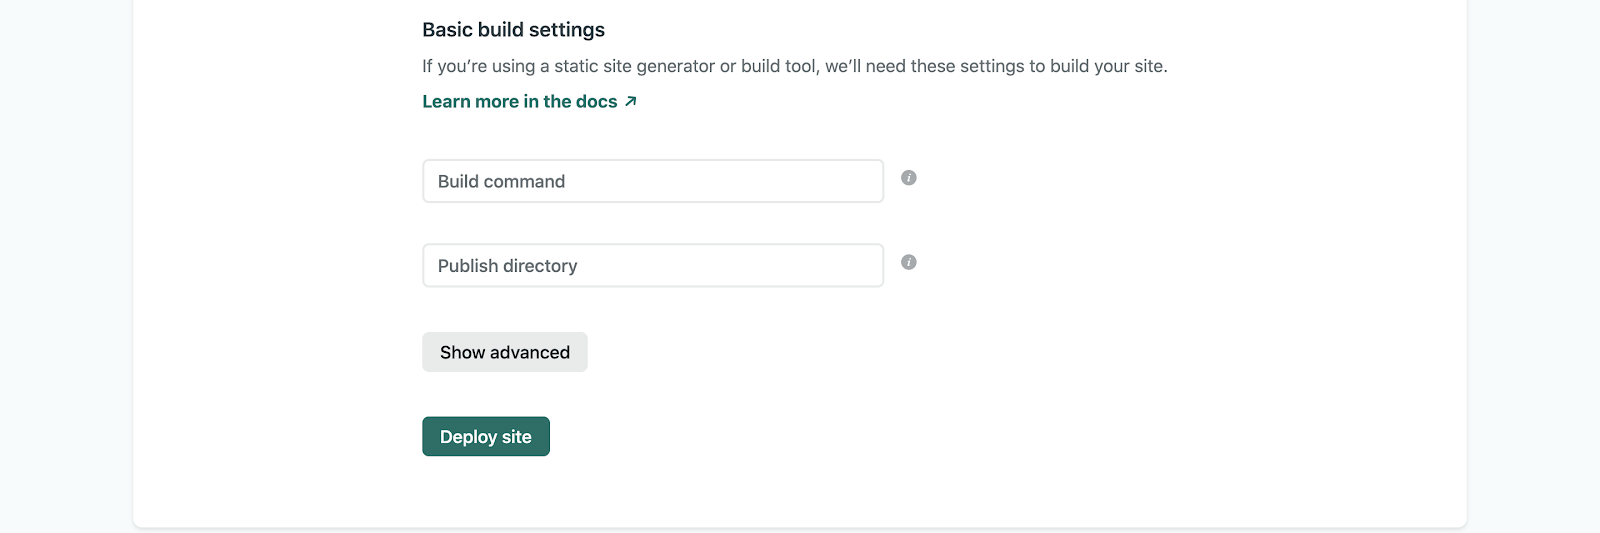 Basic build settings
If you’re using a static site generator or build tool, we’ll need these settings to build your site.
Learn more in the docs ↗
Build command
i
Publish directory
i
Show advanced
Deploy site